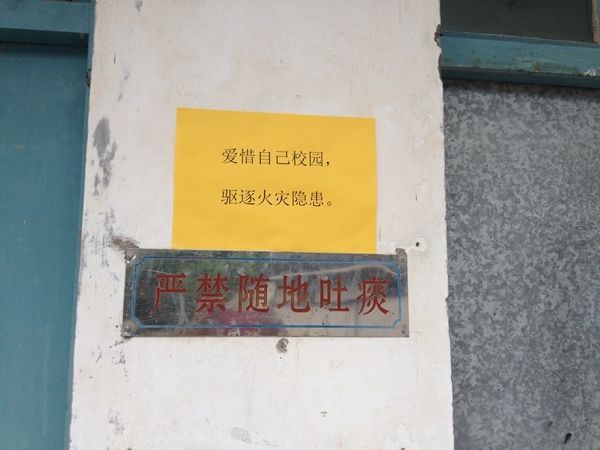 爱惜自己校园，
驱逐火灾隐患。
严禁随地吐痰